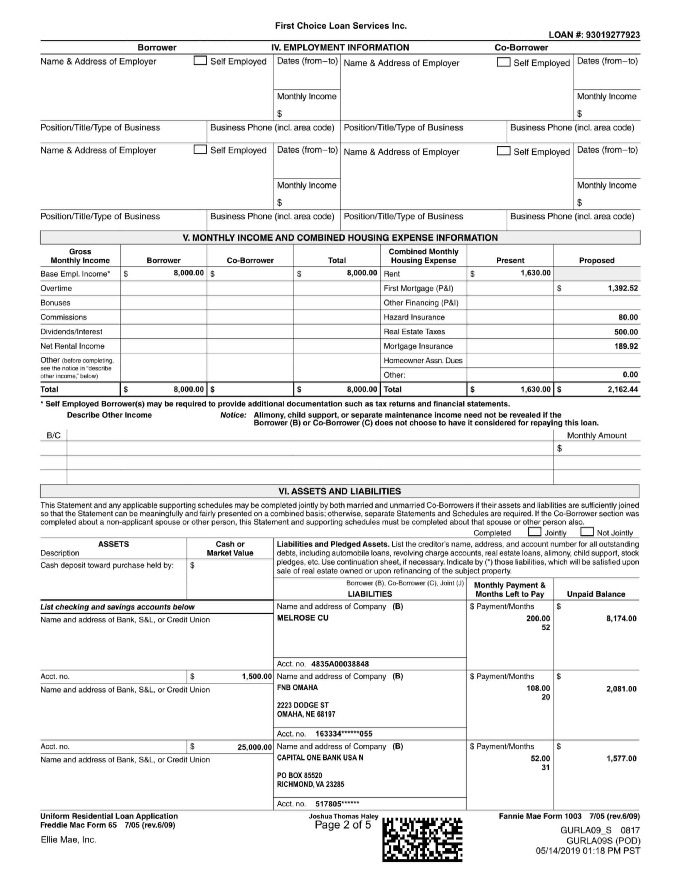 First Choice Loan Services Inc.
LOAN #: 93019277923
Borrower IV. EMPLOYMENT INFORMATION Co-Borrower
Name & Address of Employer Self Employed Dates (from–to) Name & Address of Employer Self Employed Dates (from–to)
Monthly Income Monthly Income
$ $
Position/Title/Type of Business Business Phone (incl. area code) Position/Title/Type of Business Business Phone (incl. area code)
Name & Address of Employer Self Employed Dates (from–to) Name & Address of Employer Self Employed Dates (from–to)
Monthly Income Monthly Income
$ $
Position/Title/Type of Business Business Phone (incl. area code) Position/Title/Type of Business Business Phone (incl. area code)
V. MONTHLY INCOME AND COMBINED HOUSING EXPENSE INFORMATION
Gross Combined Monthly
Monthly Income Borrower Co-Borrower Total Housing Expense Present Proposed
Base Empl. Income* $ 8,000.00 $ $ 8,000.00 Rent $ 1,630.00
Overtime First Mortgage (P&I) $ 1,392.52
Bonuses Other Financing (P&I)
Commissions Hazard Insurance 80.00
Dividends/Interest Real Estate Taxes 500.00
Net Rental Income Mortgage Insurance 189.92
Other (before completing, Homeowner Assn. Dues
see the notice in "describe
other income," below) Other: 0.00
Total $ 8,000.00 $ $ 8,000.00 Total $ 1,630.00 $ 2,162.44
* Self Employed Borrower(s) may be required to provide additional documentation such as tax returns and financial statements.
Describe Other Income Notice: Alimony, child support, or separate maintenance income need not be revealed if the
Borrower (B) or Co-Borrower (C) does not choose to have it considered for repaying this loan.
B/C Monthly Amount
$
VI. ASSETS AND LIABILITIES
This Statement and any applicable supporting schedules may be completed jointly by both married and unmarried Co-Borrowers if their assets and liabilities are sufficiently joined
so that the Statement can be meaningfully and fairly presented on a combined basis; otherwise, separate Statements and Schedules are required. If the Co-Borrower section was
completed about a non-applicant spouse or other person, this Statement and supporting schedules must be completed about that spouse or other person also.
Completed Jointly Not Jointly
ASSETS Cash or Liabilities and Pledged Assets. List the creditor's name, address, and account number for all outstanding
Description Market Value debts, including automobile loans, revolving charge accounts, real estate loans, alimony, child support, stock
Cash deposit toward purchase held by: $ pledges, etc. Use continuation sheet, if necessary. Indicate by (*) those liabilities, which will be satisfied upon
sale of real estate owned or upon refinancing of the subject property.
Borrower (B), Co-Borrower (C), Joint (J) Monthly Payment &
LIABILITIES Months Left to Pay Unpaid Balance
List checking and savings accounts below Name and address of Company (B) $ Payment/Months $
Name and address of Bank, S&L, or Credit Union MELROSE CU 200.00 8,174.00
52
Acct. no. 4835A00038848
Acct. no. $ 1,500.00 Name and address of Company (B) $ Payment/Months $
Name and address of Bank, S&L, or Credit Union FNB OMAHA 108.00 2,081.00
20
2223 DODGE ST
OMAHA, NE 68197
Acct. no. 163334******055
Acct. no. $ 25,000.00 Name and address of Company (B) $ Payment/Months $
Name and address of Bank, S&L, or Credit Union CAPITAL ONE BANK USA N 52.00 1,577.00
31
PO BOX 85520
RICHMOND, VA 23285
Acct. no. 517805******
Uniform Residential Loan Application Joshua Thomas Haley Fannie Mae Form 1003 7/05 (rev.6/09)
Freddie Mac Form 65 7/05 (rev.6/09) Page 2 of 5
GURLA09_S 0817
Ellie Mae, Inc. GURLA09S (POD)
05/14/2019 01:18 PM PST